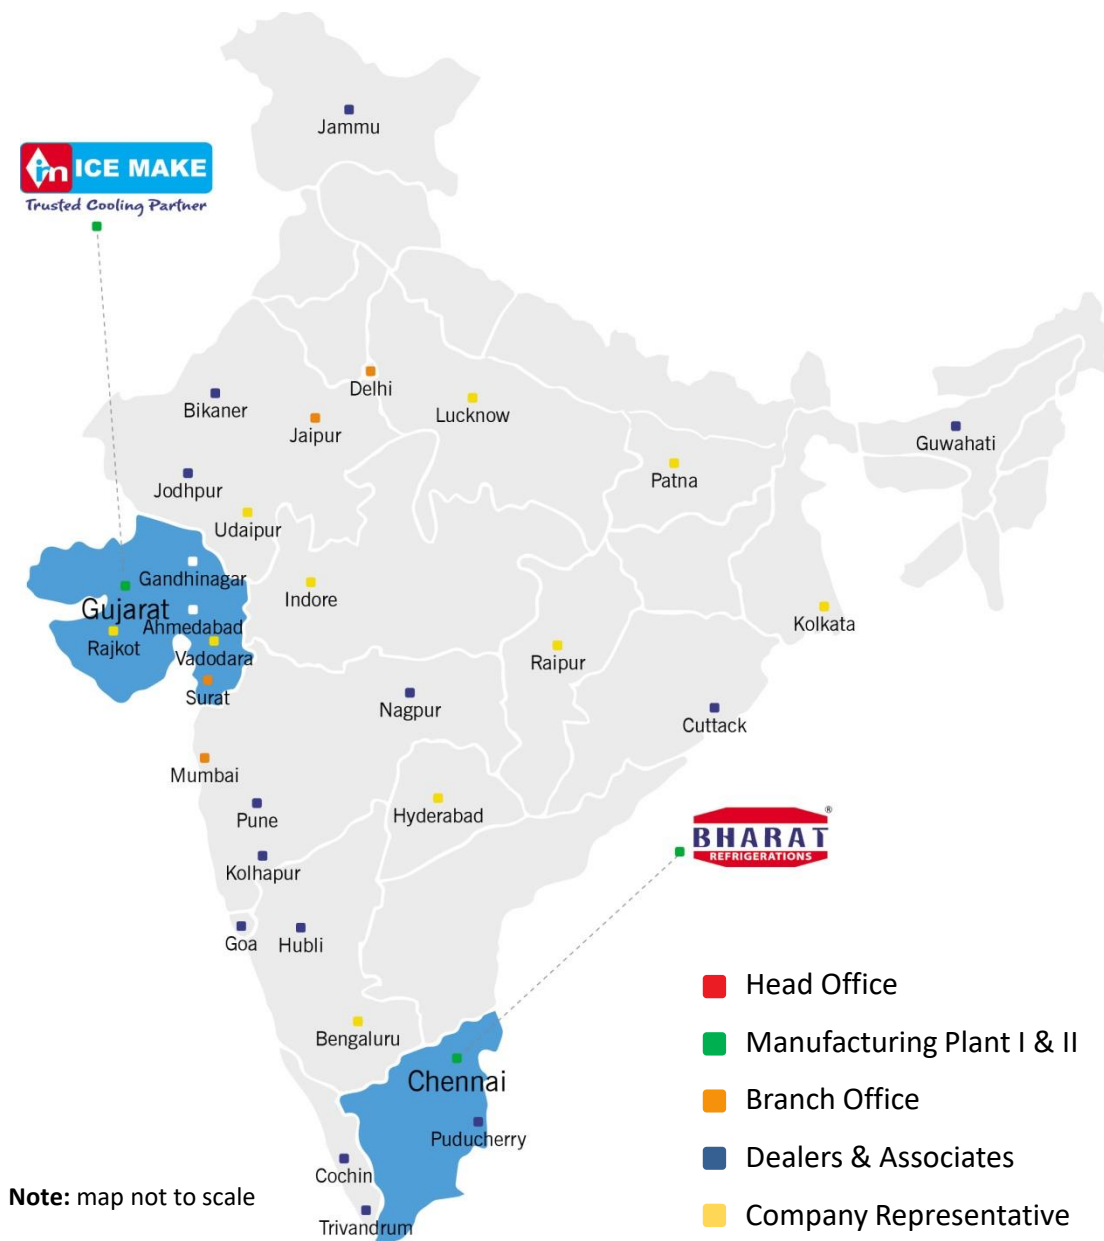 Jammu
im ICE MAKE
Trusted Cooling Partner
Delhi
Bikaner
Lucknow
Jaipur
Guwahati
Patna
Jodhpur
Udaipur
Gandhinagar
Indore
Gujarat
Ahmedabad
Kolkata
Rajkot
Vadodara
Raipur
Surat
Nagpur
Cuttack
Mumbai
Pune
Hyderabad
BHARAT ®
REFRIGERATIONS
Kolhapur
Goa
Hubli
Head Office
Bengaluru
Manufacturing Plant I & II
Chennai
Branch Office
Puducherry
Dealers & Associates
Cochin
Note: map not to scale
Company Representative
Trivandrum